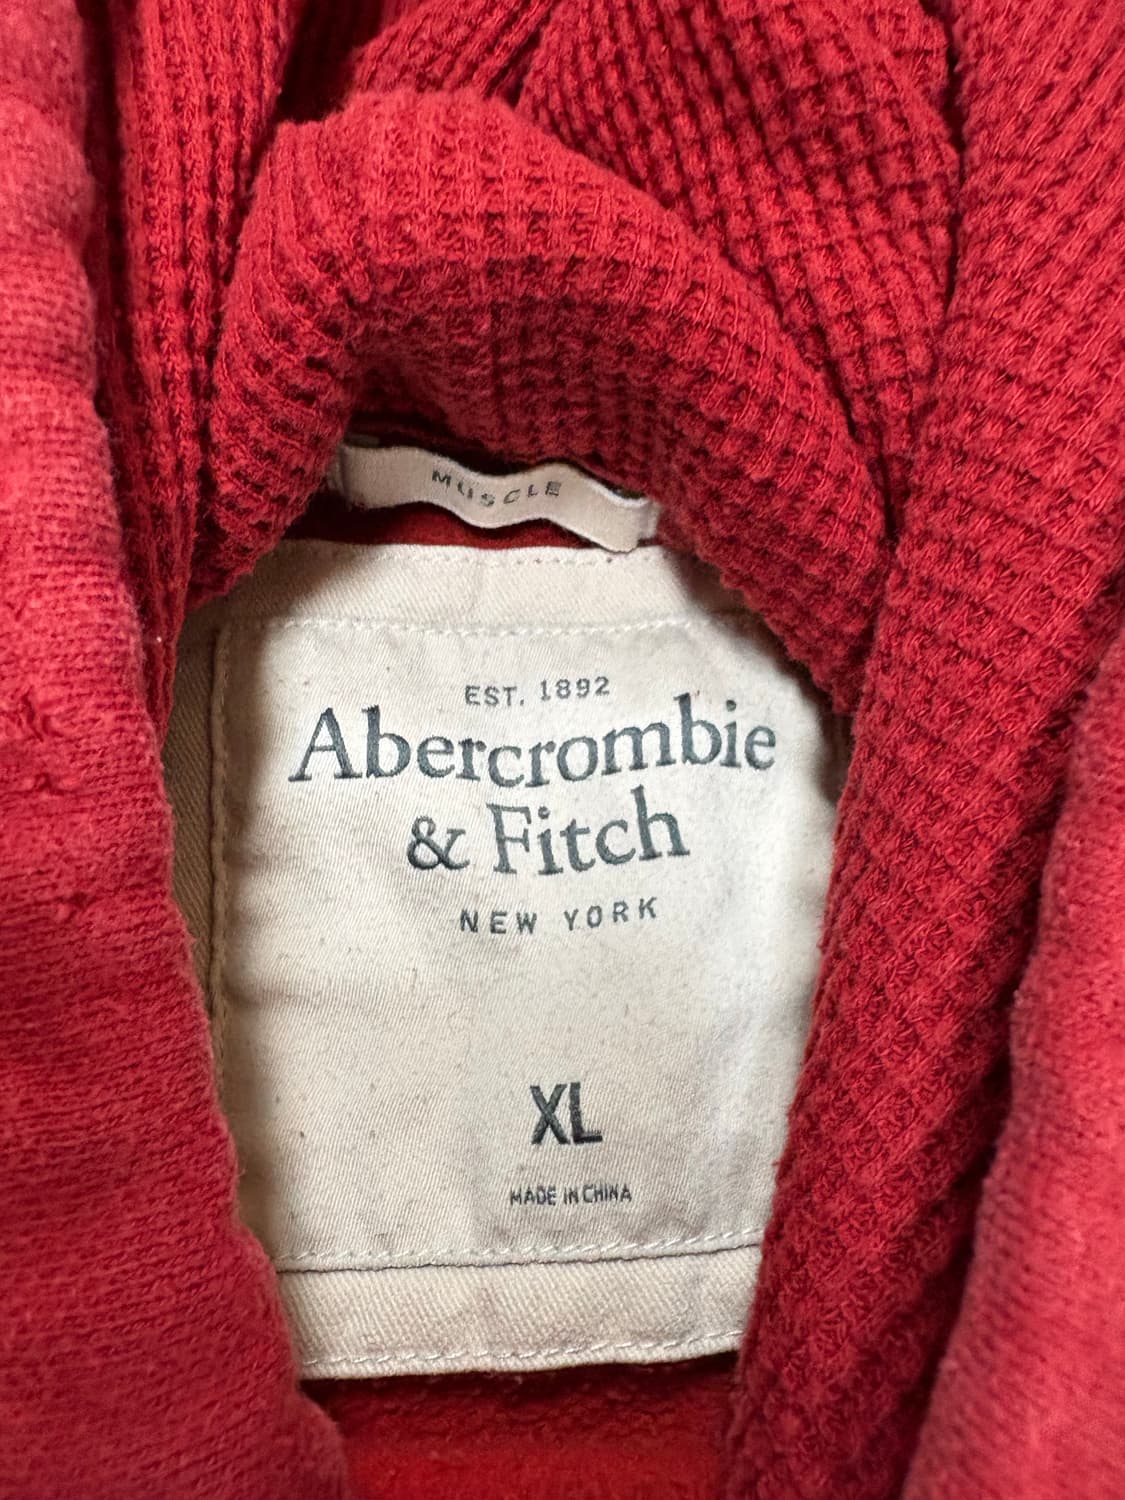 MUSCLE
EST. 1892
Abercrombie
& Fitch
NEW YORK
XL
MADE IN CHINA